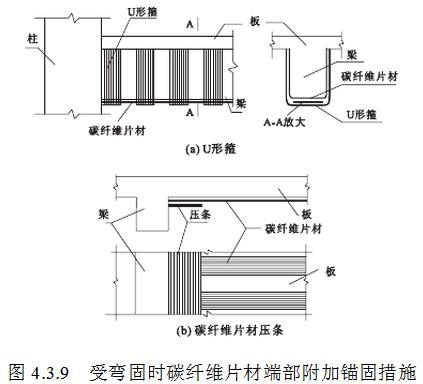 U形箍
A
板
柱
梁
碳纤维片材
A
梁
碳纤维片材
U形箍
A-A放大
(a) U形箍
梁
压条
板
碳纤维片材
板
(b) 碳纤维片材压条
图 4.3.9 受弯固时碳纤维片材端部附加锚固措施